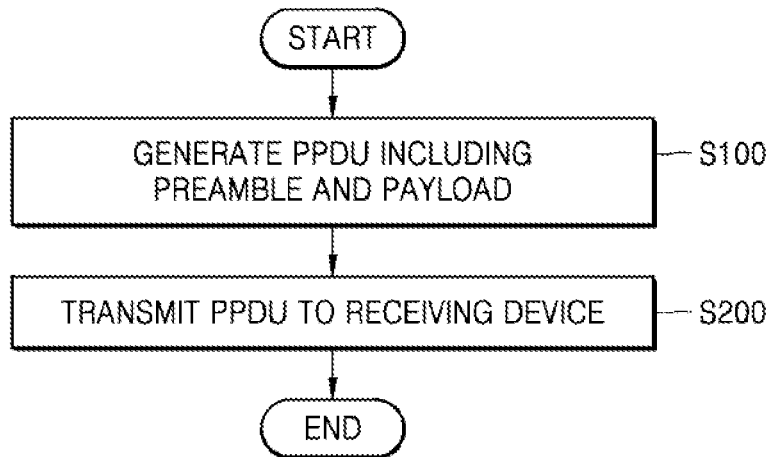 START
GENERATE PPDU INCLUDING
PREAMBLE AND PAYLOAD
S100
TRANSMIT PPDU TO RECEIVING DEVICE
S200
END